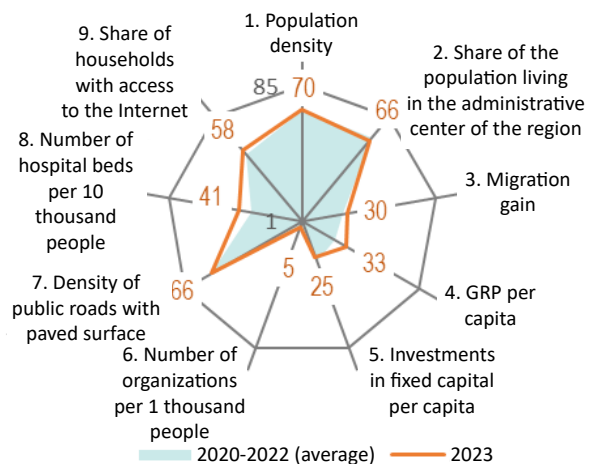 1. Population
density
85
70
2. Share of the
population living
in the administrative
center of the region
66
3. Migration
gain
30
4. GRP per
capita
33
5. Investments
in fixed capital
per capita
25
6. Number of
organizations
per 1 thousand
people
5
7. Density of
public roads with
paved surface
66
8. Number of
hospital beds
per 10
thousand
people
41
1
9. Share of
households
with access
to the Internet
58
2020-2022 (average)
2023